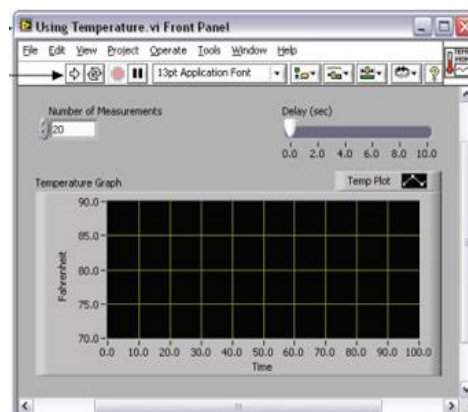 Using Temperature.vi Front Panel
File Edit View Project Operate Tools Window Help
13pt Application Font
?
Number of Measurements
20
Delay (sec)
0.0 2.0 4.0 6.0 8.0 10.0
Temperature Graph
Temp Plot
90.0
85.0
80.0
75.0
70.0
Fahrenheit
0.0 10.0 20.0 30.0 40.0 50.0 60.0 70.0 80.0 90.0 100.0
Time